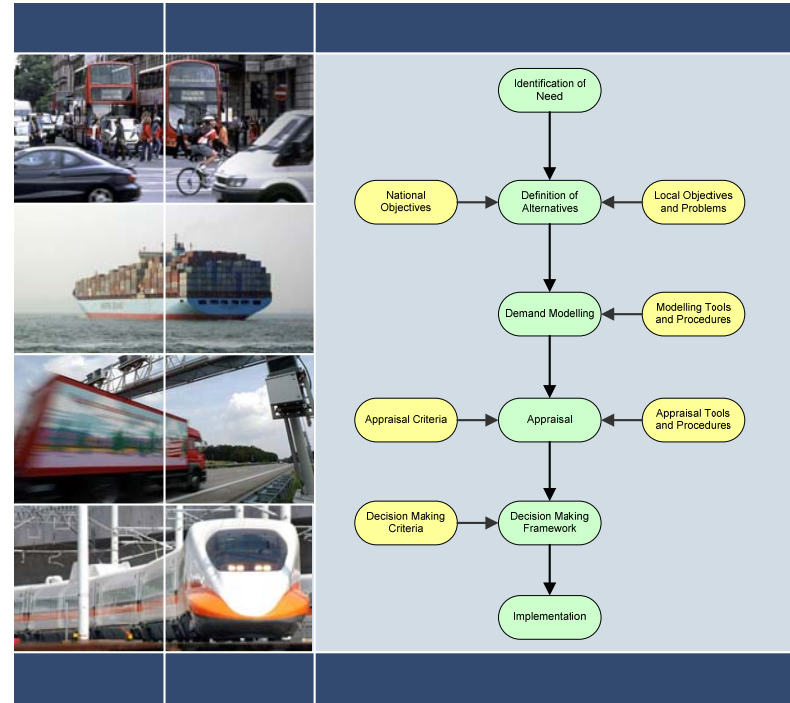 Identification of
Need
National
Objectives
Definition of
Alternatives
Local Objectives
and Problems
Demand Modelling
Modelling Tools
and Procedures
Appraisal Criteria
Appraisal
Appraisal Tools
and Procedures
Decision Making
Criteria
Decision Making
Framework
Implementation